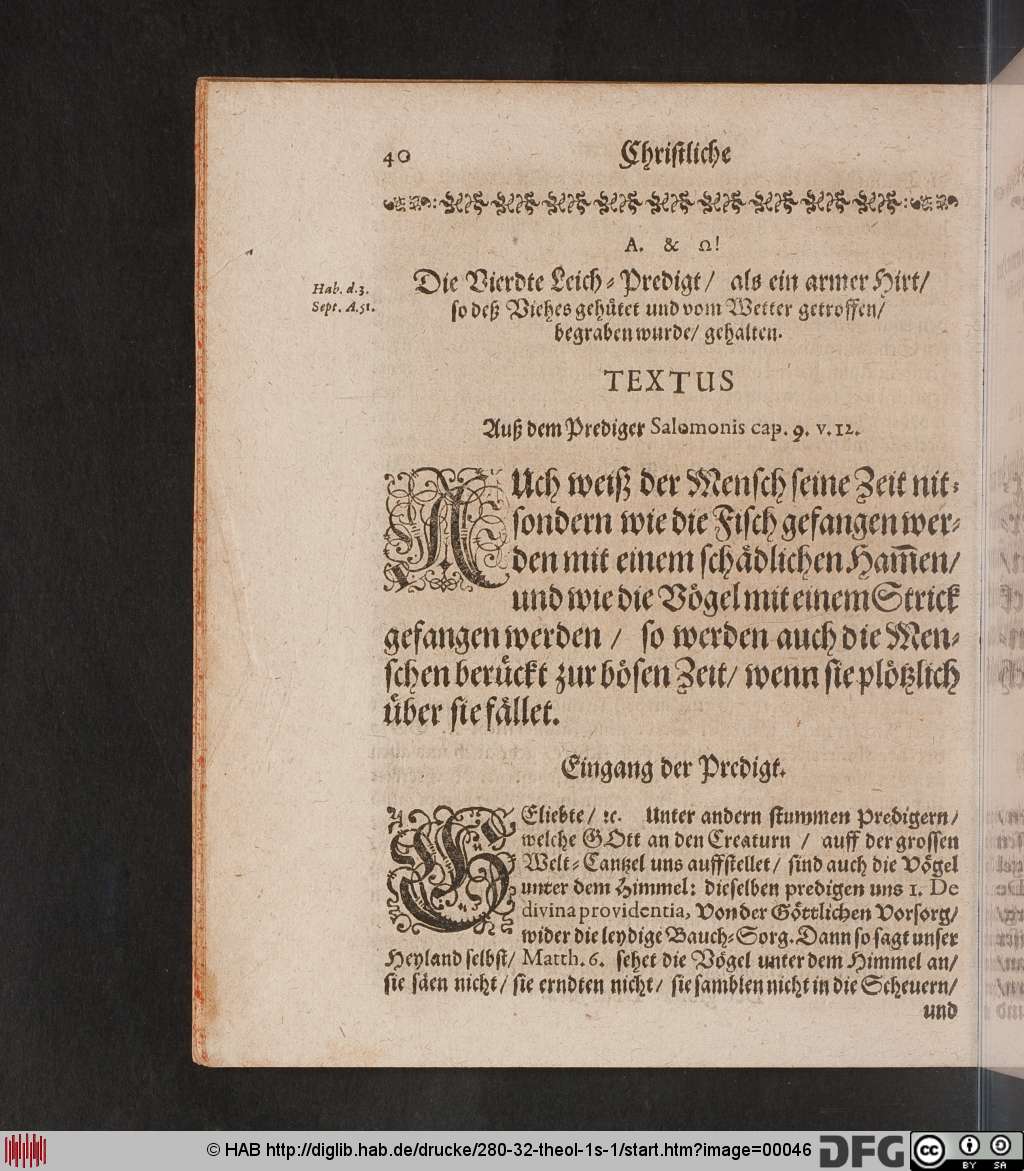 40 Christliche
A. & Ω!
Hab. d. 3.
Sept. A. 51.
Die Vierdte Leich-Predigt/ als ein armer Hirt/
so deß Viehes gehütet und vom Wetter getroffen/
begraben wurde/ gehalten.
TEXTUS
Auß dem Prediger Salomonis cap. 9. v. 12.
AUch weiß der Mensch seine Zeit nit-
sondern wie die Fisch gefangen wer-
den mit einem schädlichen Ham̄en/
und wie die Vögel mit einem Strick
gefangen werden / so werden auch die Men-
schen berückt zur bösen Zeit/ wenn sie plötzlich
über sie fället.
Eingang der Predigt.
GEliebte/ ꝛc. Unter andern stummen Predigern/
welche GOtt an den Creaturn / auff der grossen
Welt-Cantzel uns auffstellet/ sind auch die Vögel
unter dem Himmel: dieselben predigen uns 1. De
divina providentia, Von der Göttlichen Vorsorg/
wider die leydige Bauch-Sorg. Dann so sagt unser
Heyland selbst/ Matth. 6. sehet die Vögel unter dem Himmel an/
sie säen nicht/ sie erndten nicht/ sie samblen nicht in die Scheuern/
und
© HAB http://diglib.hab.de/drucke/280-32-theol-1s-1/start.htm?image=00046 DFG cc BY SA